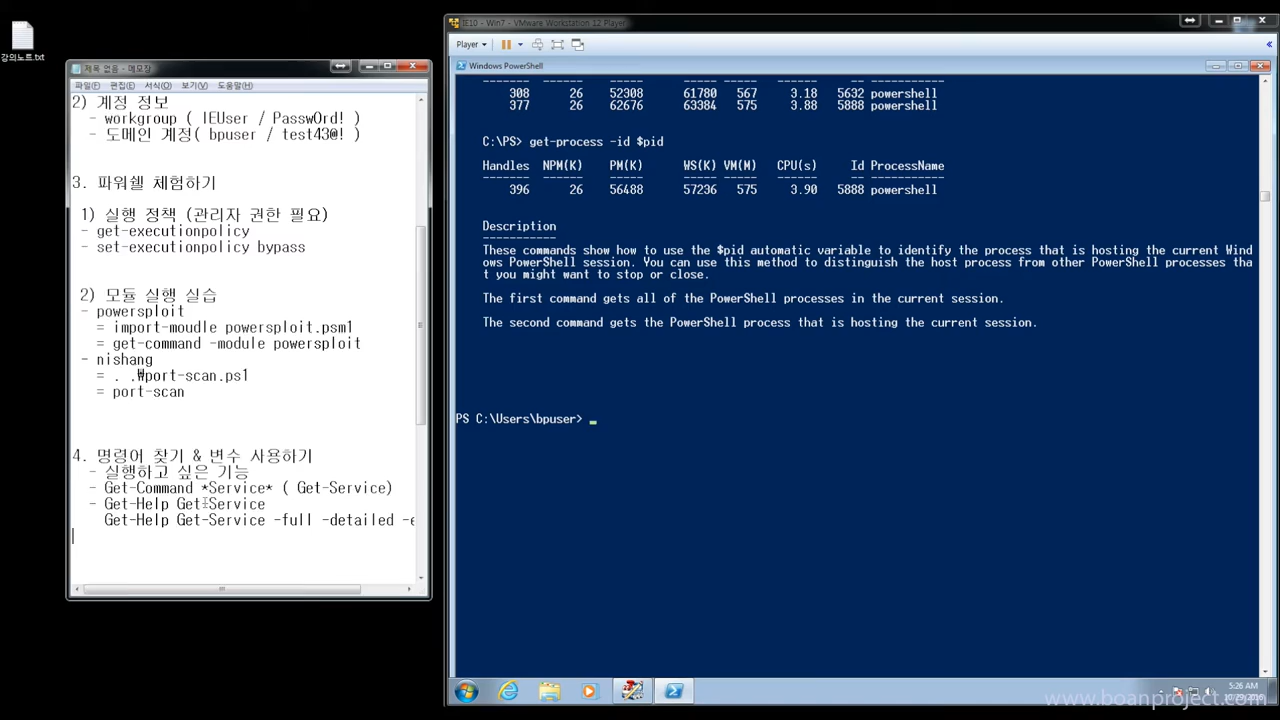 강의노트.txt
제목 없음 - 메모장
파일(F) 편집(E) 서식(O) 보기(V) 도움말(H)
2) 계정 정보
- workgroup ( IEUser / PasswOrd! )
- 도메인 계정( bpuser / test43@! )
3. 파워쉘 체험하기
1) 실행 정책 (관리자 권한 필요)
- get-executionpolicy
- set-executionpolicy bypass
2) 모듈 실행 실습
- powersploit
= import-moudle powersploit.psm1
= get-command -module powersploit
- nishang
= . .₩port-scan.ps1
= port-scan
4. 명령어 찾기 & 변수 사용하기
- 실행하고 싶은 기능
- Get-Command *Service* ( Get-Service)
- Get-Help Get-Service
Get-Help Get-Service -full -detailed -e
IE10 - Win7 - VMware Workstation 12 Player
Player
Windows PowerShell
------- ------ ----- ----- ----- ------ -- -----------
308 26 52308 61780 567 3.18 5632 powershell
377 26 62676 63384 575 3.88 5888 powershell
C:\PS> get-process -id $pid
Handles NPM(K) PM(K) WS(K) VM(M) CPU(s) Id ProcessName
------- ------ ----- ----- ----- ------ -- -----------
396 26 56488 57236 575 3.90 5888 powershell
Description
-----------
These commands show how to use the $pid automatic variable to identify the process that is hosting the current Wind
ows PowerShell session. You can use this method to distinguish the host process from other PowerShell processes tha
t you might want to stop or close.
The first command gets all of the PowerShell processes in the current session.
The second command gets the PowerShell process that is hosting the current session.
PS C:\Users\bpuser> _
5:26 AM
10/29/2016
www.boanproject.com